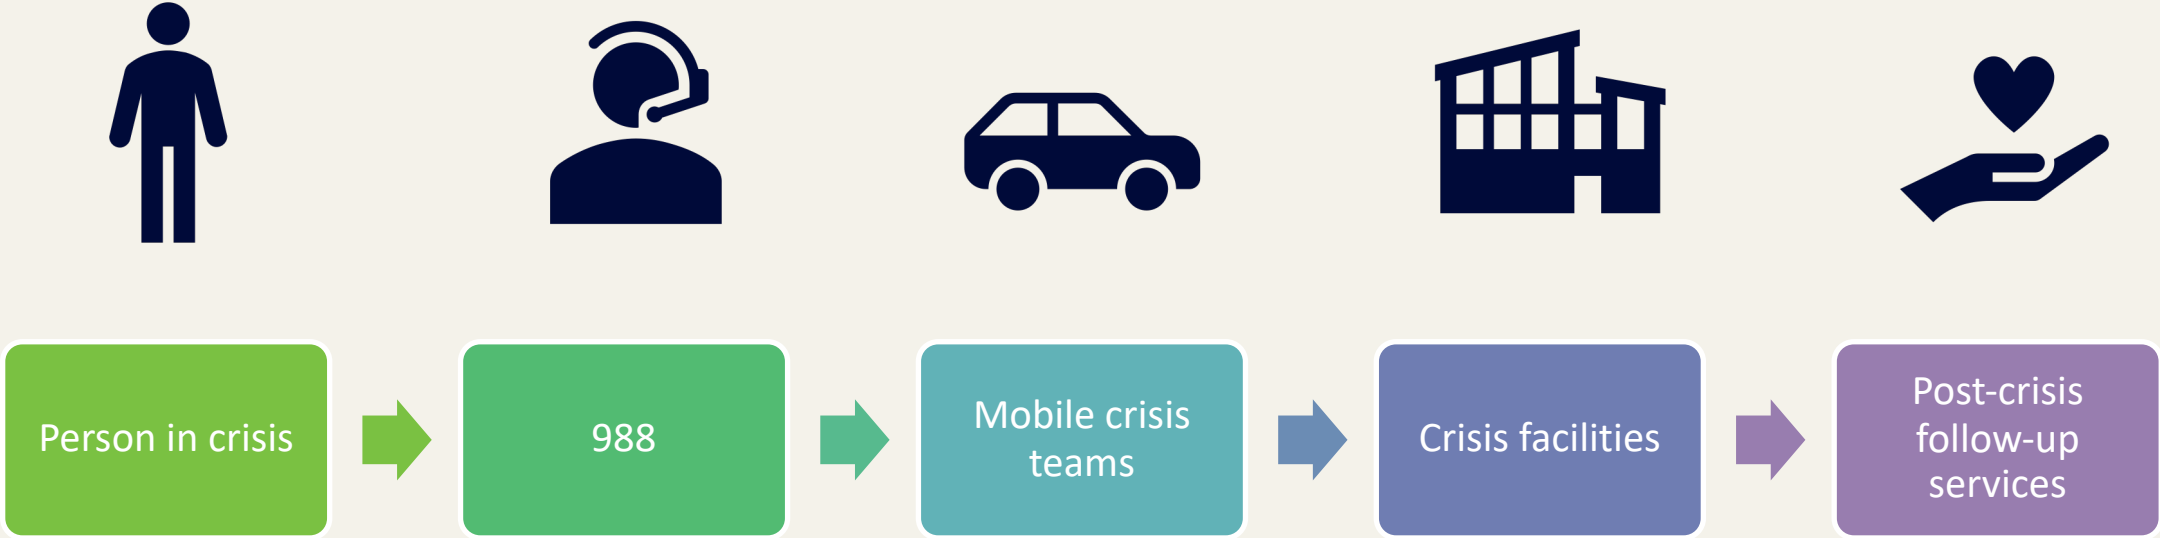 Person in crisis
988
Mobile crisis
teams
Crisis facilities
Post-crisis
follow-up
services